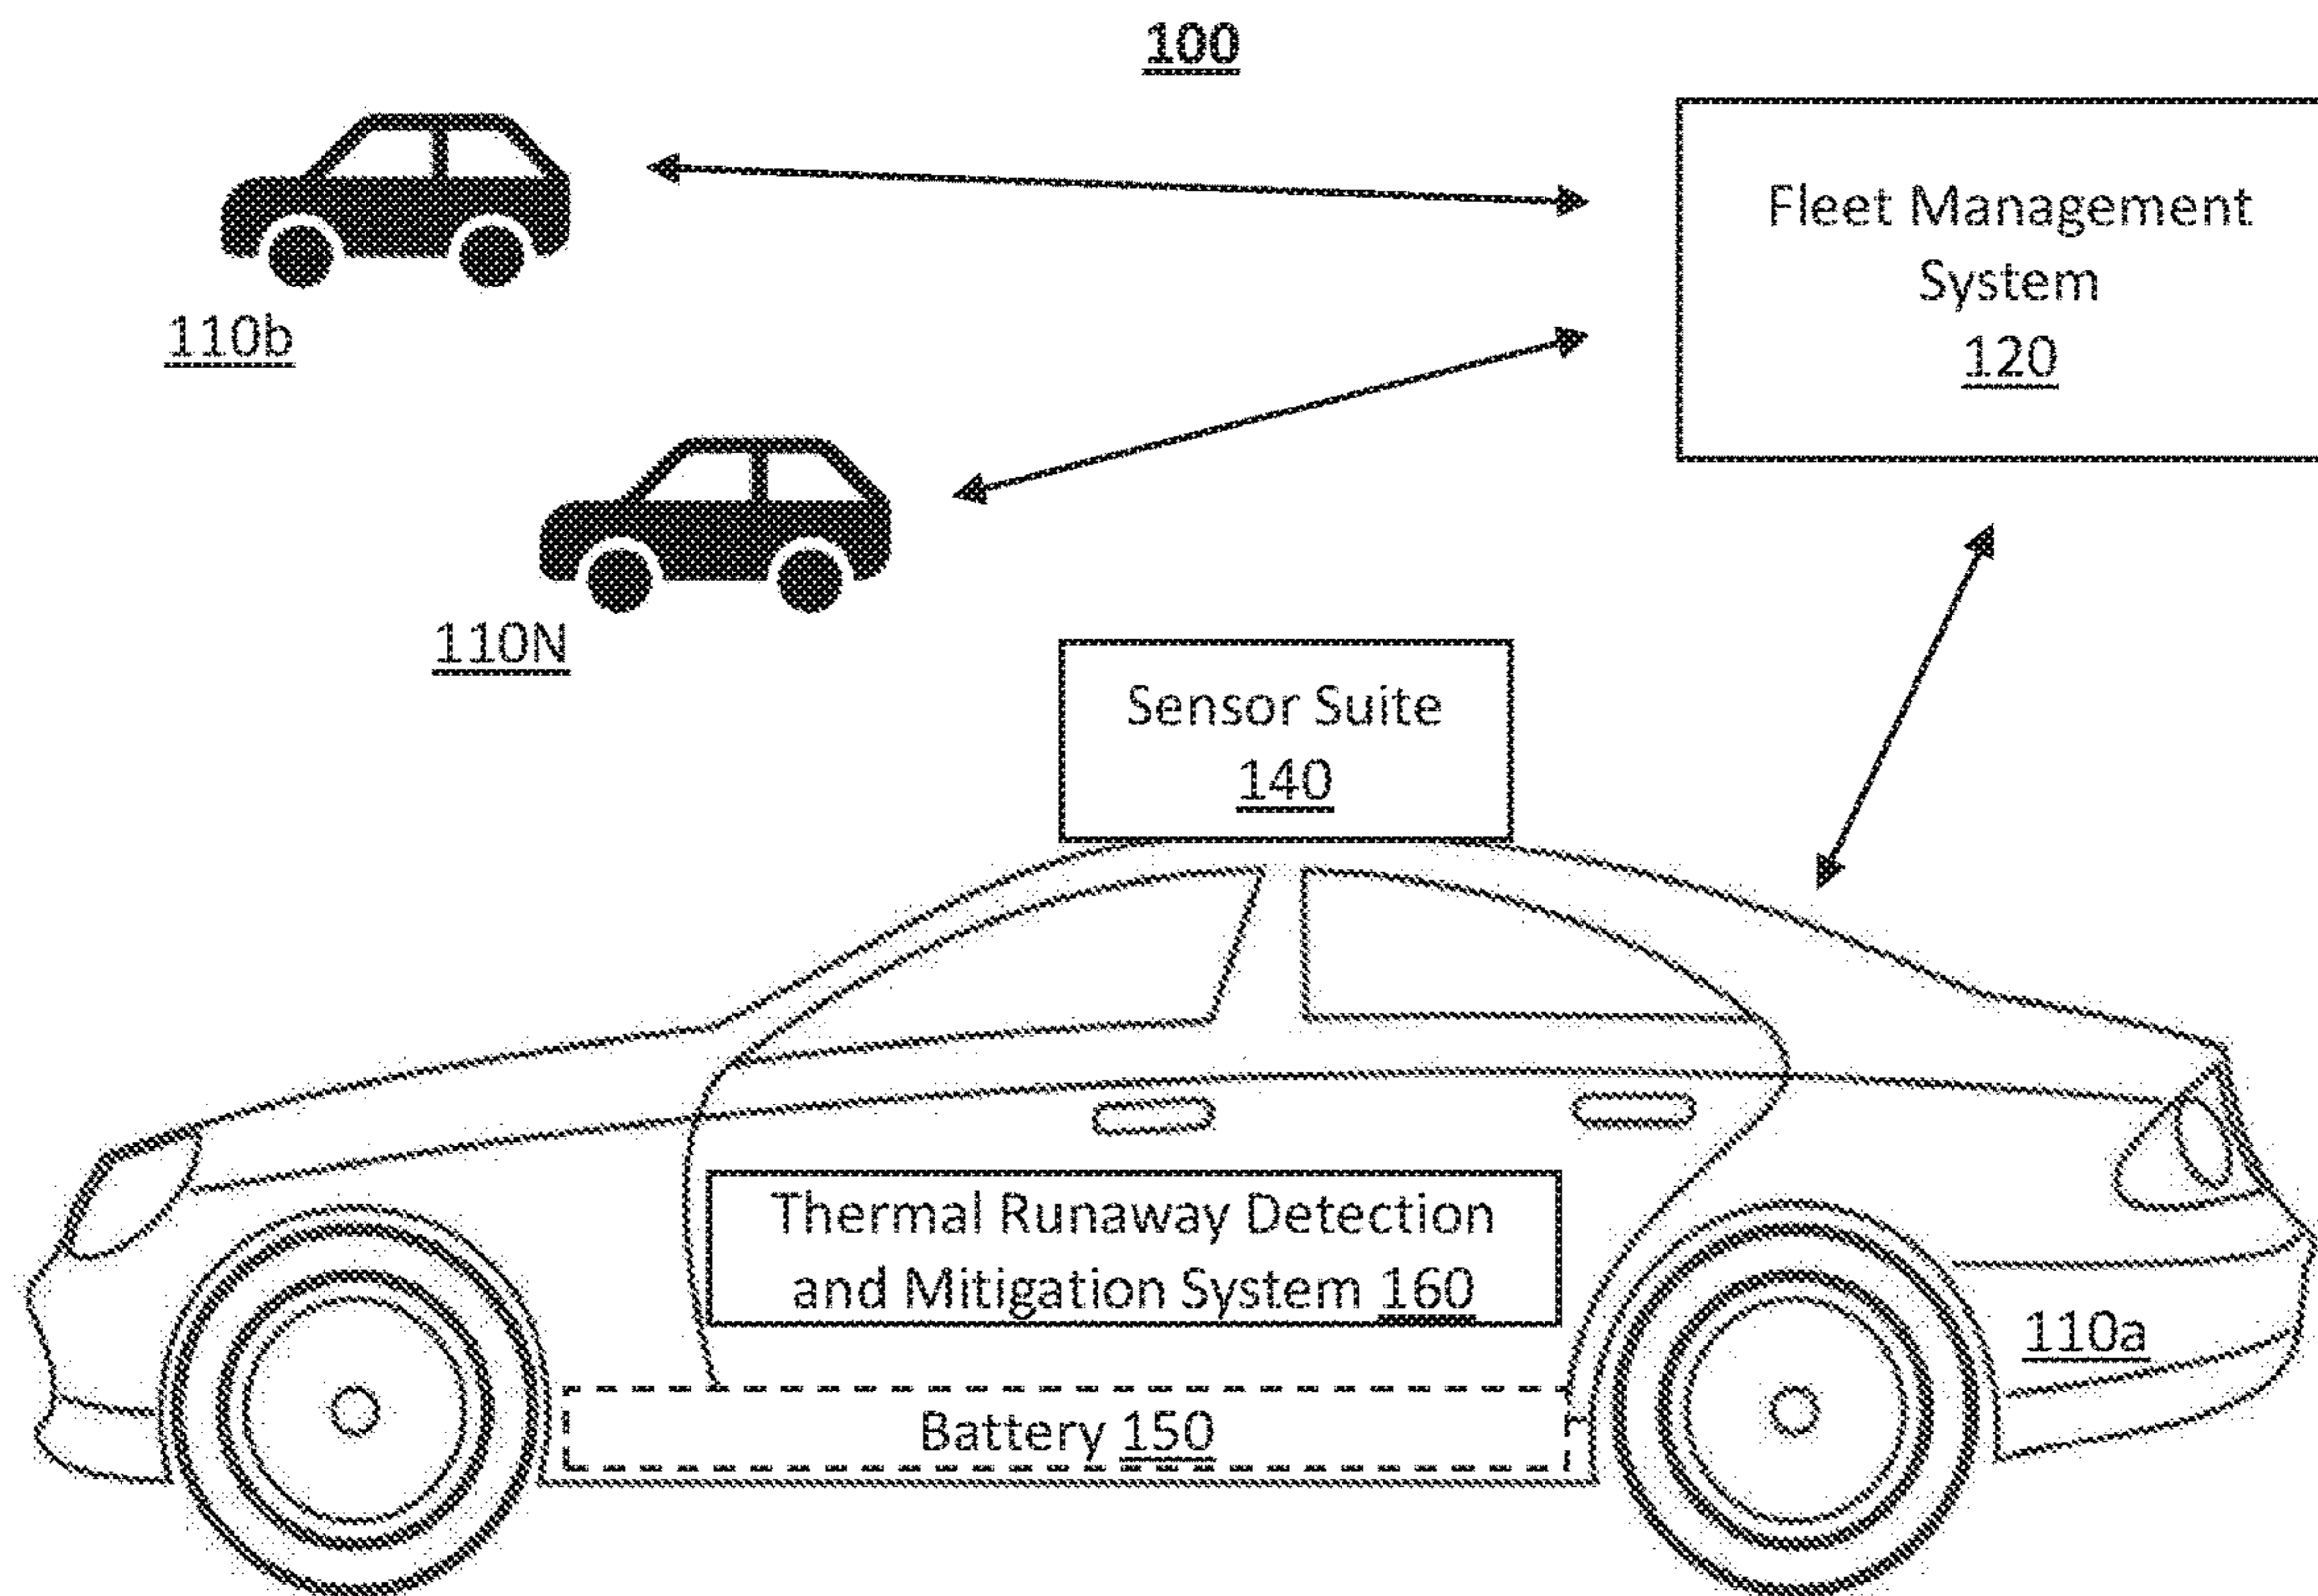 100
Fleet Management
System
120
110b
110N
Sensor Suite
140
Thermal Runaway Detection
and Mitigation System 160
110a
Battery 150